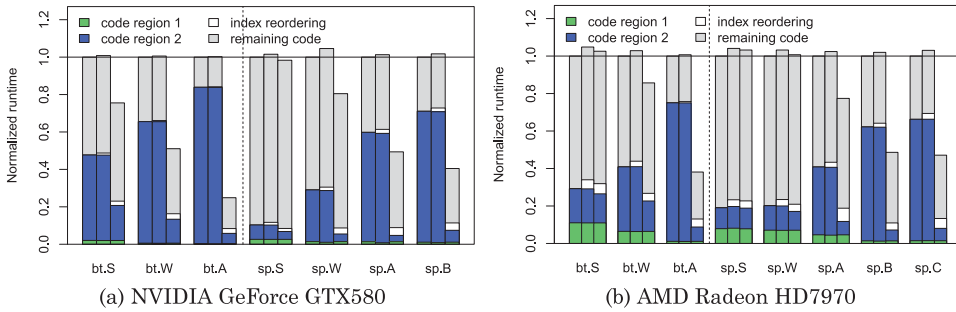 code region 1
index reordering
code region 2
remaining code
Normalized runtime
1.2
1.0
0.8
0.6
0.4
0.2
0.0
bt.S bt.W bt.A sp.S sp.W sp.A sp.B
(a) NVIDIA GeForce GTX580
code region 1
index reordering
code region 2
remaining code
Normalized runtime
1.2
1.0
0.8
0.6
0.4
0.2
0.0
bt.S bt.W bt.A sp.S sp.W sp.A sp.B sp.C
(b) AMD Radeon HD7970